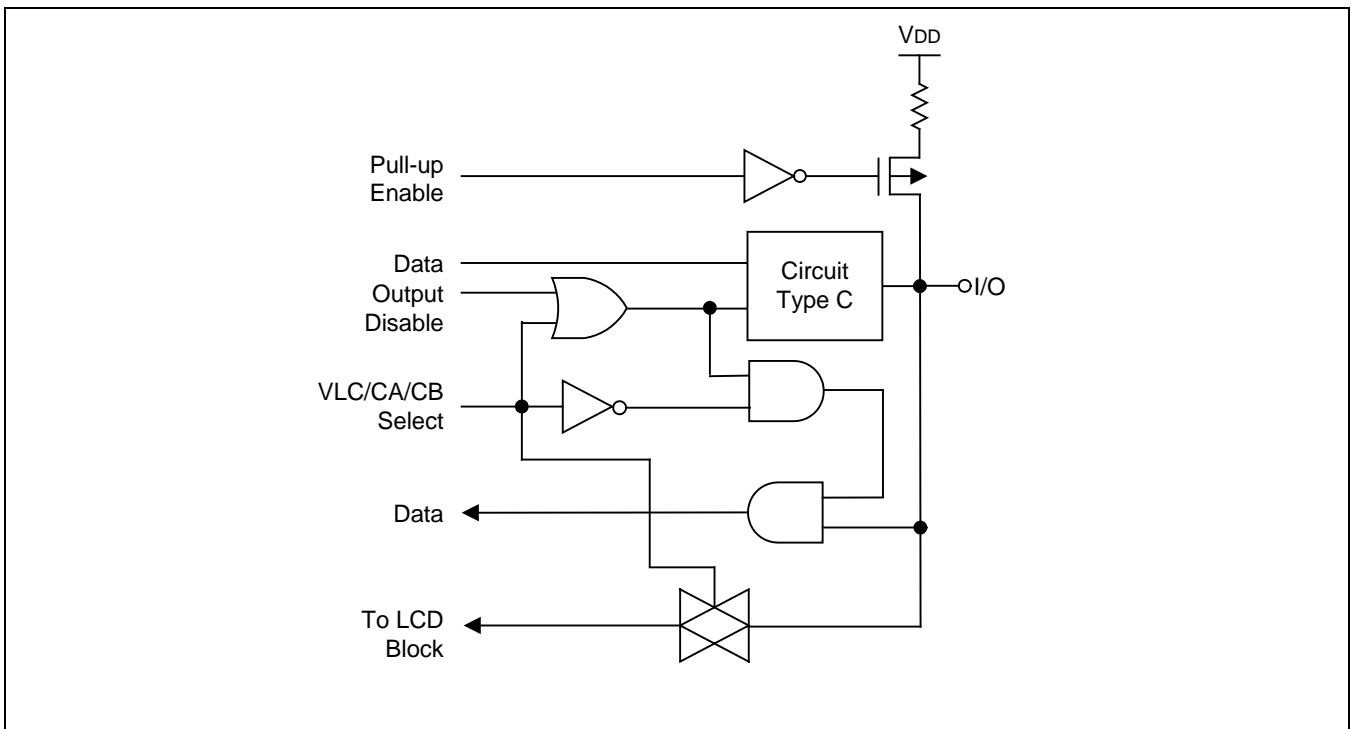 VDD
Pull-up
Enable
Data
Output
Disable
Circuit
Type C
I/O
VLC/CA/CB
Select
Data
To LCD
Block